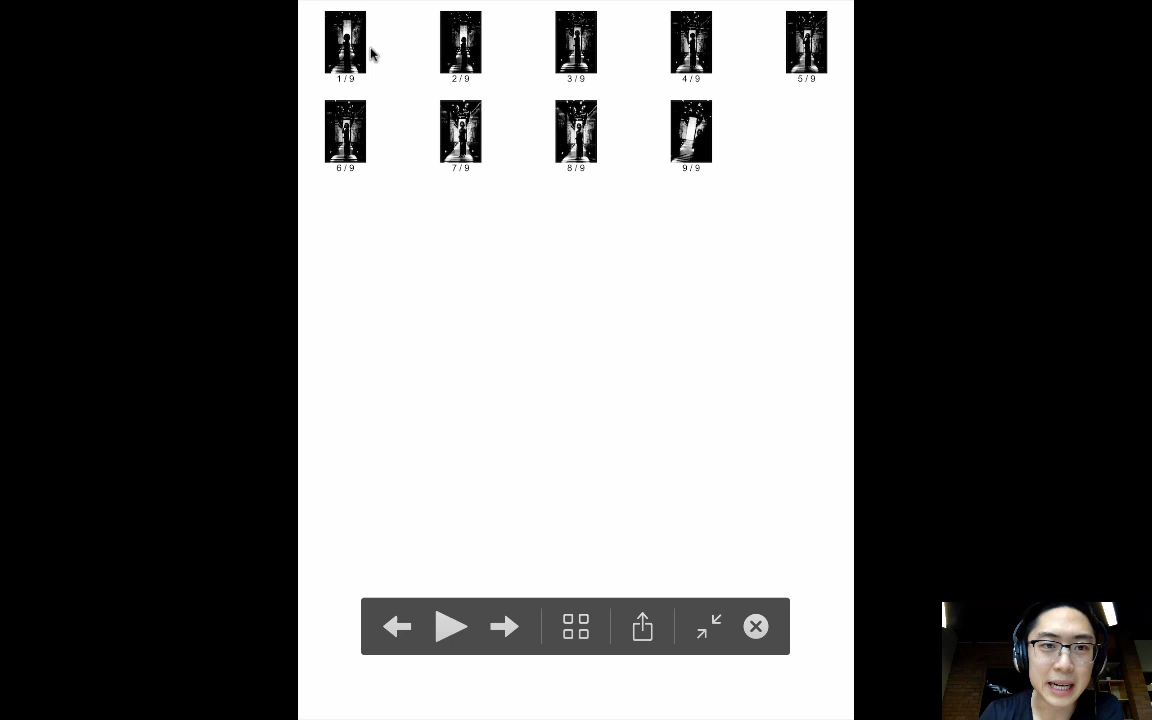 1 / 9
2 / 9
3 / 9
4 / 9
5 / 9
6 / 9
7 / 9
8 / 9
9 / 9